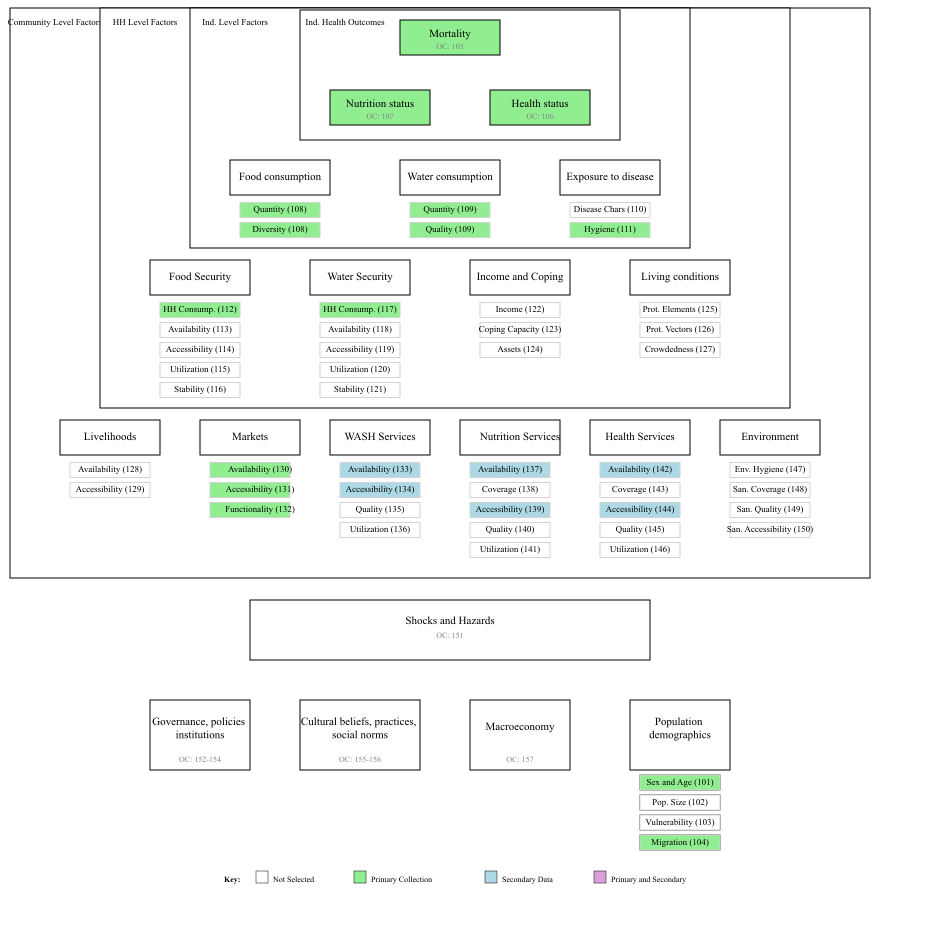 Community Level Factors
HH Level Factors
Ind. Level Factors
Ind. Health Outcomes
Mortality
OC: 105
Nutrition status
OC: 107
Health status
OC: 106
Food consumption
Water consumption
Exposure to disease
Quantity (108)
Quantity (109)
Disease Chars (110)
Diversity (108)
Quality (109)
Hygiene (111)
Food Security
Water Security
Income and Coping
Living conditions
HH Consump. (112)
HH Consump. (117)
Income (122)
Prot. Elements (125)
Availability (113)
Availability (118)
Coping Capacity (123)
Prot. Vectors (126)
Accessibility (114)
Accessibility (119)
Assets (124)
Crowdedness (127)
Utilization (115)
Utilization (120)
Stability (116)
Stability (121)
Livelihoods
Markets
WASH Services
Nutrition Services
Health Services
Environment
Availability (128)
Availability (130)
Availability (133)
Availability (137)
Availability (142)
Env. Hygiene (147)
Accessibility (129)
Accessibility (131)
Accessibility (134)
Coverage (138)
Coverage (143)
San. Coverage (148)
Functionality (132)
Quality (135)
Accessibility (139)
Accessibility (144)
San. Quality (149)
Utilization (136)
Quality (140)
Quality (145)
San. Accessibility (150)
Utilization (141)
Utilization (146)
Shocks and Hazards
OC: 151
Governance, policies
institutions
OC: 152-154
Cultural beliefs, practices,
social norms
OC: 155-156
Macroeconomy
OC: 157
Population
demographics
Sex and Age (101)
Pop. Size (102)
Vulnerability (103)
Migration (104)
Key:
Not Selected
Primary Collection
Secondary Data
Primary and Secondary